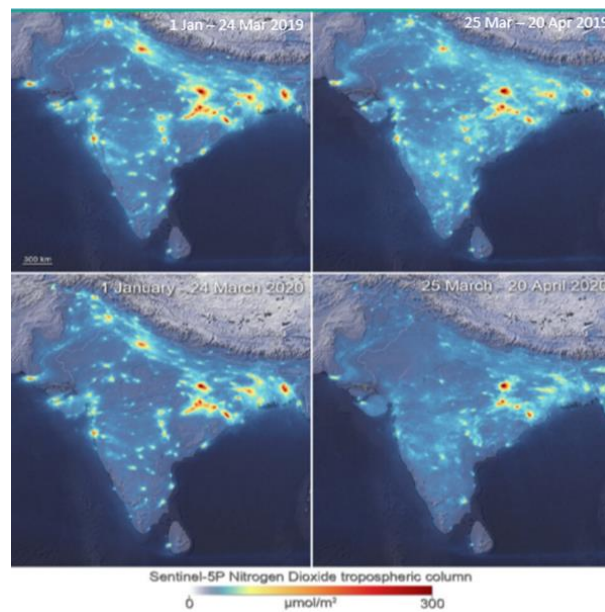 1 Jan – 24 Mar 2019
25 Mar – 20 Apr 2019
300 km
1 January - 24 March 2020
25 March - 20 April 2020
Sentinel-5P Nitrogen Dioxide tropospheric column
0 µmol/m² 300